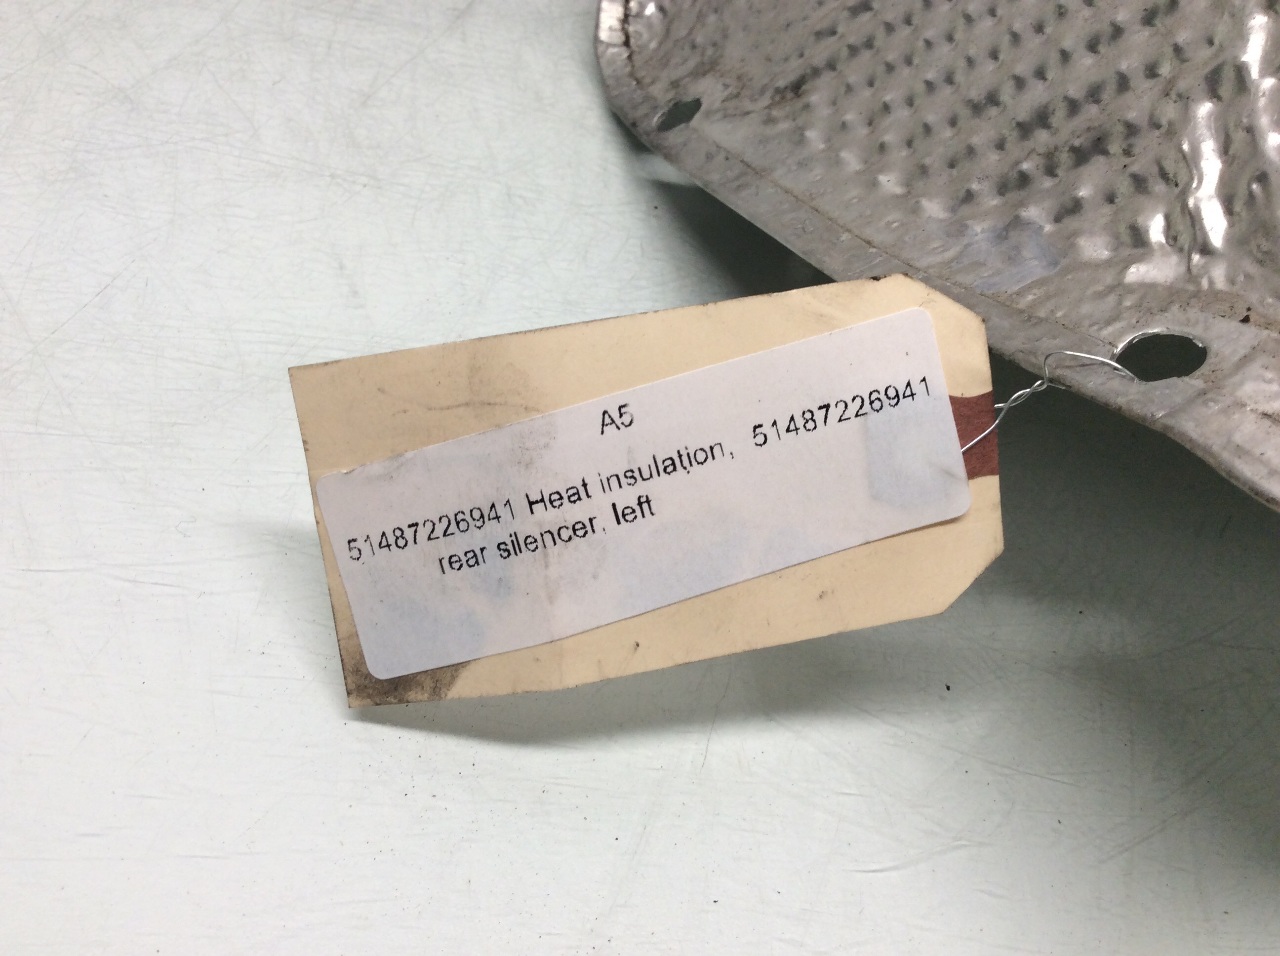 A5
51487226941 Heat insulation, 51487226941
rear silencer, left